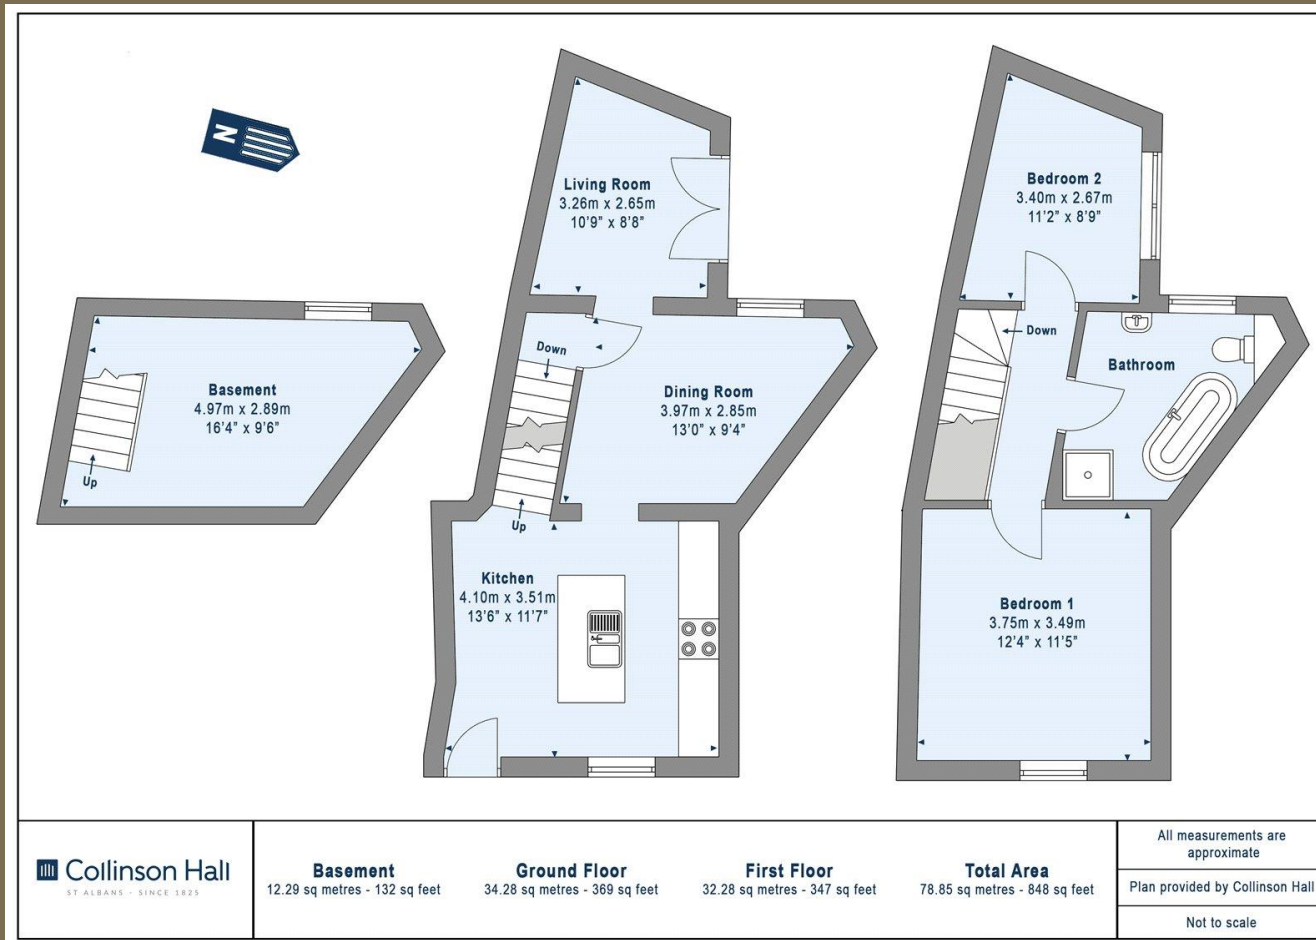 N
Living Room
3.26m x 2.65m
10'9" x 8'8"
Bedroom 2
3.40m x 2.67m
11'2" x 8'9"
Down
Down
Bathroom
Basement
4.97m x 2.89m
16'4" x 9'6"
Dining Room
3.97m x 2.85m
13'0" x 9'4"
Up
Up
Kitchen
4.10m x 3.51m
13'6" x 11'7"
Bedroom 1
3.75m x 3.49m
12'4" x 11'5"
Collinson Hall
ST ALBANS - SINCE 1825
Basement
12.29 sq metres - 132 sq feet
Ground Floor
34.28 sq metres - 369 sq feet
First Floor
32.28 sq metres - 347 sq feet
Total Area
78.85 sq metres - 848 sq feet
All measurements are
approximate
Plan provided by Collinson Hall
Not to scale